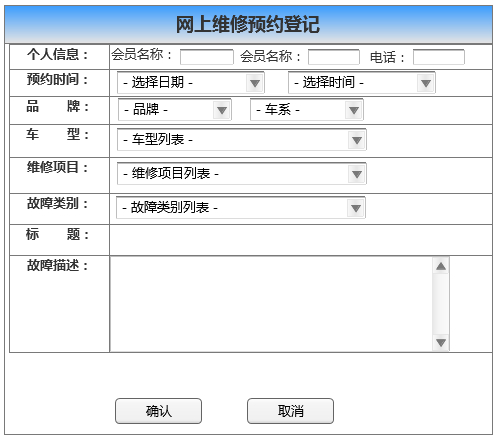 网上维修预约登记
个人信息： 会员名称： 会员名称： 电话：
预约时间： - 选择日期 - - 选择时间 -
品 牌： - 品牌 - - 车系 -
车 型： - 车型列表 -
维修项目： - 维修项目列表 -
故障类别： - 故障类别列表 -
标 题：
故障描述：
确认 取消